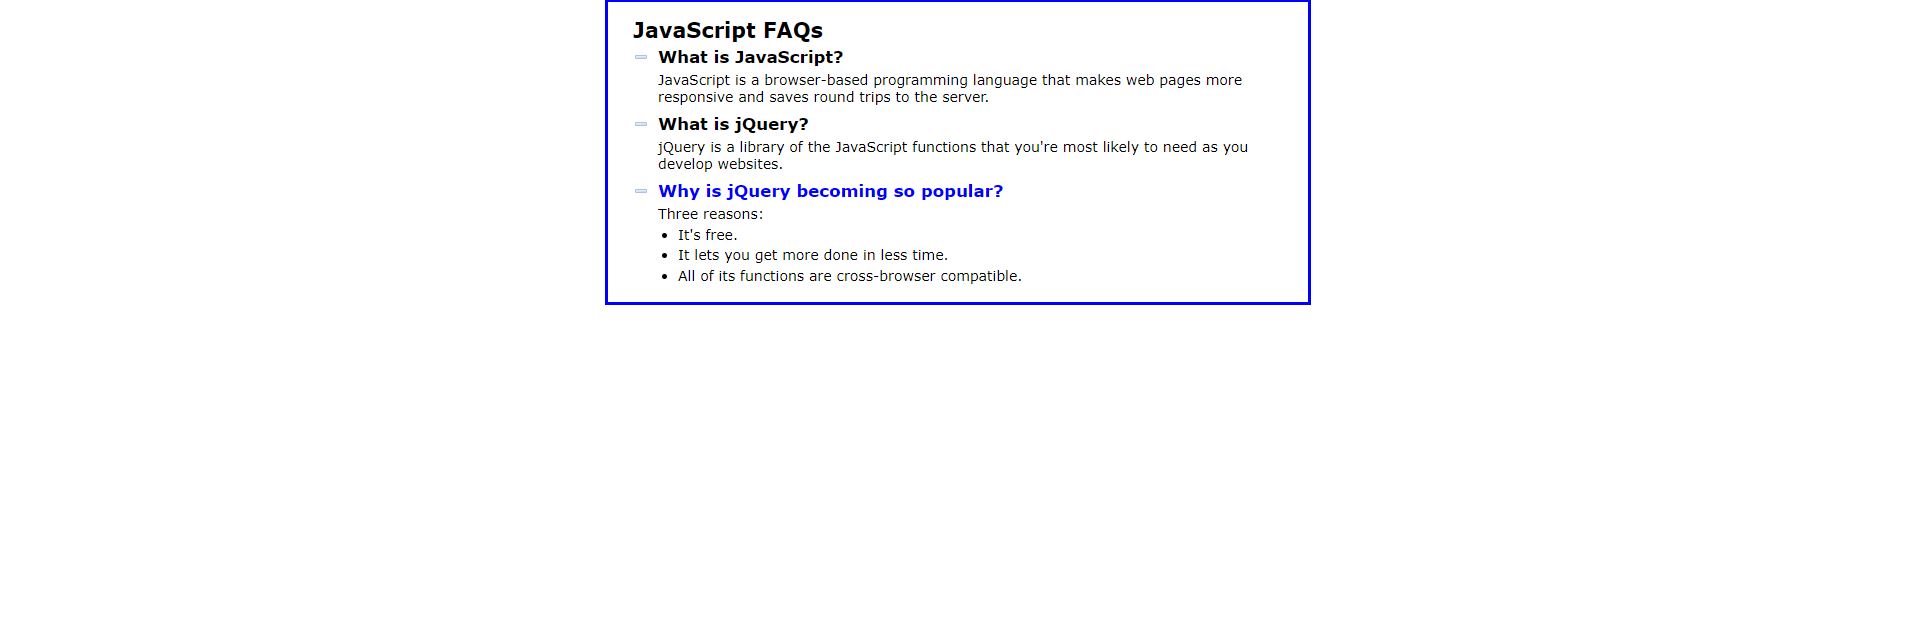 JavaScript FAQs
What is JavaScript?
JavaScript is a browser-based programming language that makes web pages more
responsive and saves round trips to the server.
What is jQuery?
jQuery is a library of the JavaScript functions that you're most likely to need as you
develop websites.
Why is jQuery becoming so popular?
Three reasons:
• It's free.
• It lets you get more done in less time.
• All of its functions are cross-browser compatible.